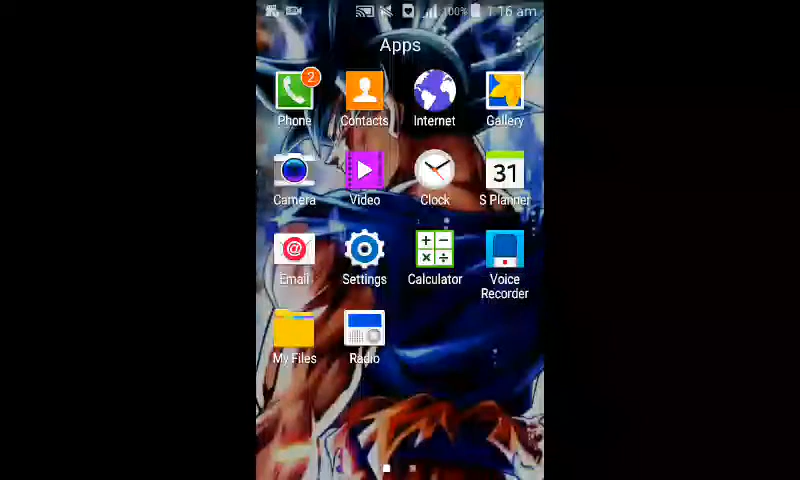 100% 1:16 am
Apps
2
Phone Contacts Internet Gallery
31
Camera Video Clock S Planner
@
Email Settings Calculator Voice Recorder
My Files Radio